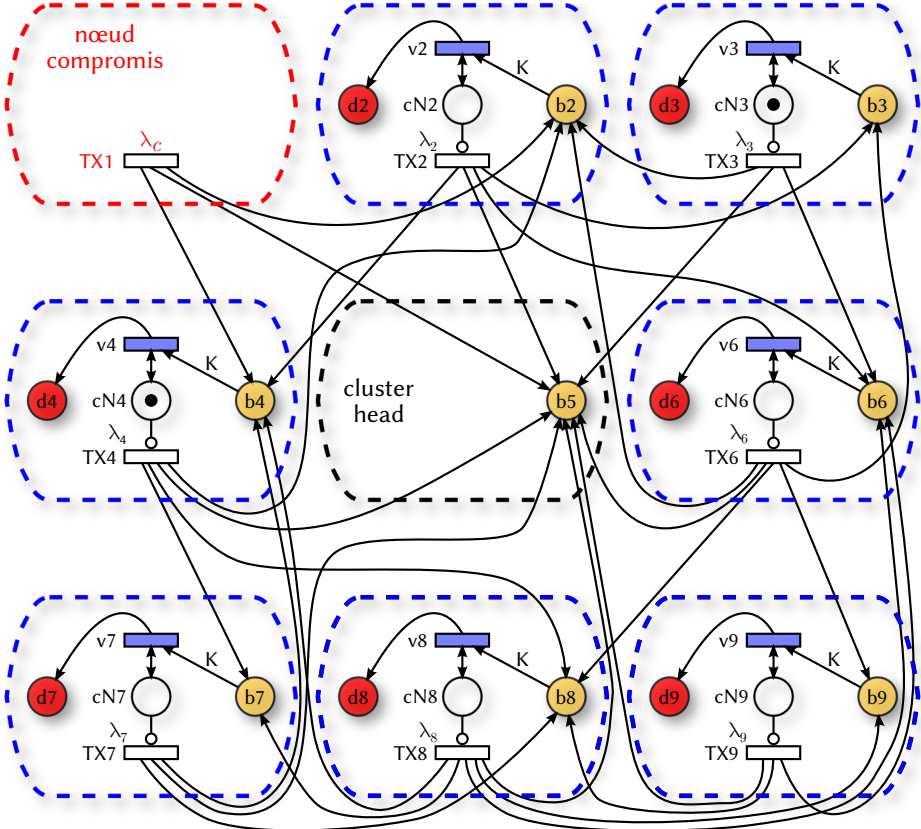 nœud
compromis
λc
TX1
v2
K
d2
cN2
b2
λ2
TX2
v3
K
d3
cN3
b3
λ3
TX3
v4
K
d4
cN4
b4
λ4
TX4
cluster
head
b5
v6
K
d6
cN6
b6
λ6
TX6
v7
K
d7
cN7
b7
λ7
TX7
v8
K
d8
cN8
b8
λ8
TX8
v9
K
d9
cN9
b9
λ9
TX9